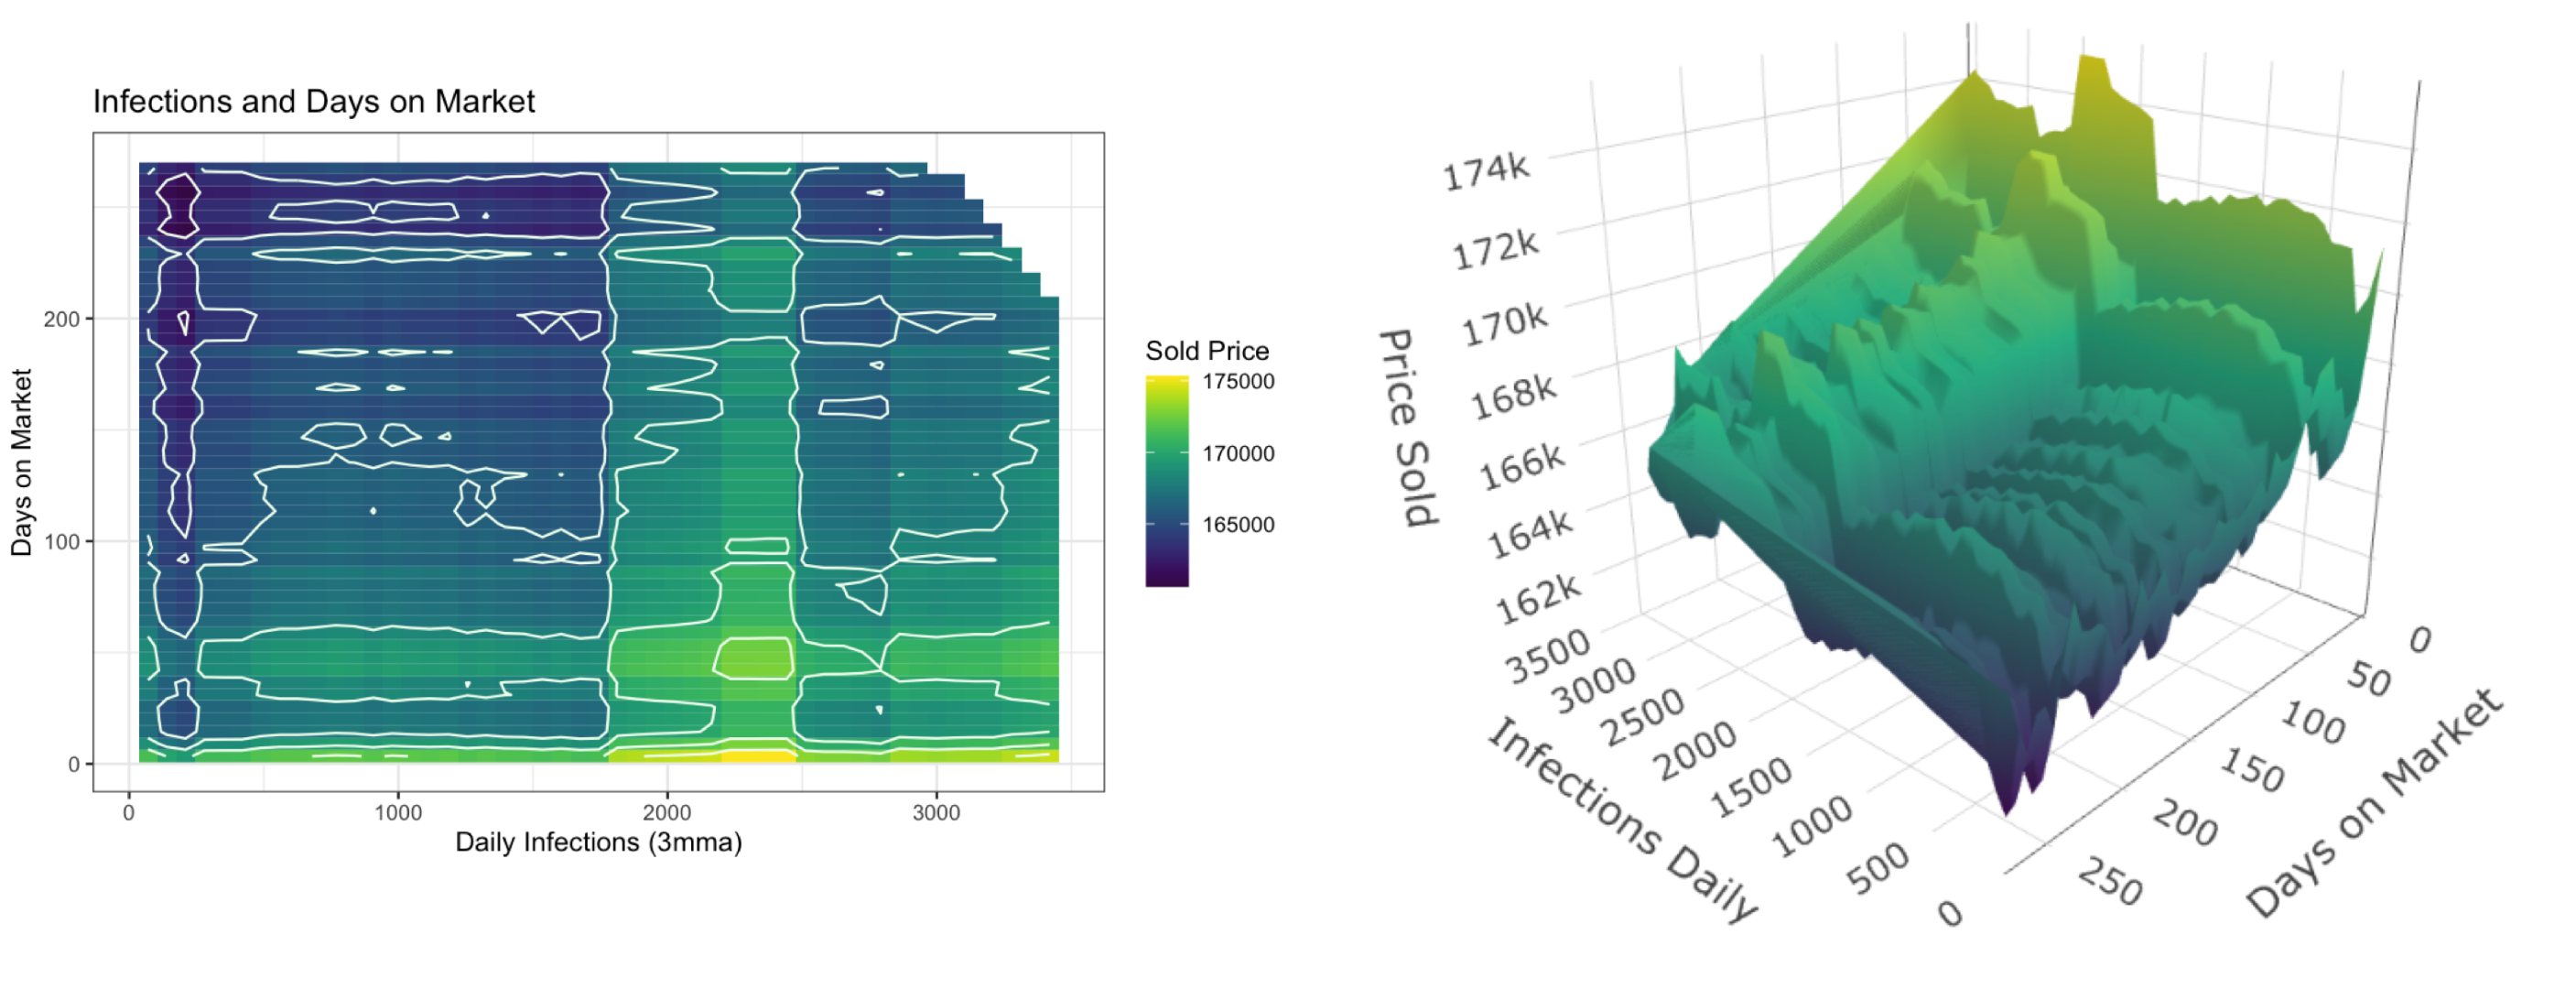 Infections and Days on Market
Days on Market
200
100
0
0
1000
2000
3000
Daily Infections (3mma)
Sold Price
175000
170000
165000
174k
172k
170k
168k
166k
164k
162k
Price Sold
3500
3000
2500
2000
1500
1000
500
0
Infections Daily
0
50
100
150
200
250
Days on Market